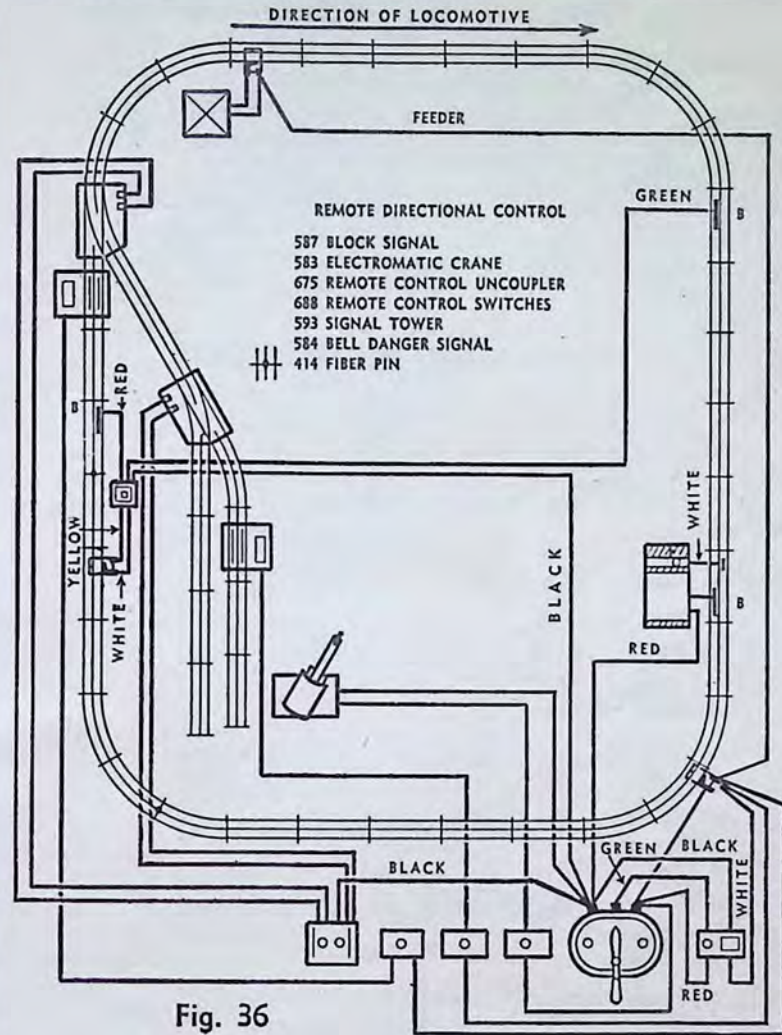 DIRECTION OF LOCOMOTIVE
FEEDER
GREEN
B
REMOTE DIRECTIONAL CONTROL
587 BLOCK SIGNAL
583 ELECTROMATIC CRANE
675 REMOTE CONTROL UNCOUPLER
688 REMOTE CONTROL SWITCHES
593 SIGNAL TOWER
584 BELL DANGER SIGNAL
414 FIBER PIN
RED
B
YELLOW
WHITE
BLACK
WHITE
B
RED
BLACK
GREEN
BLACK
WHITE
RED
Fig. 36